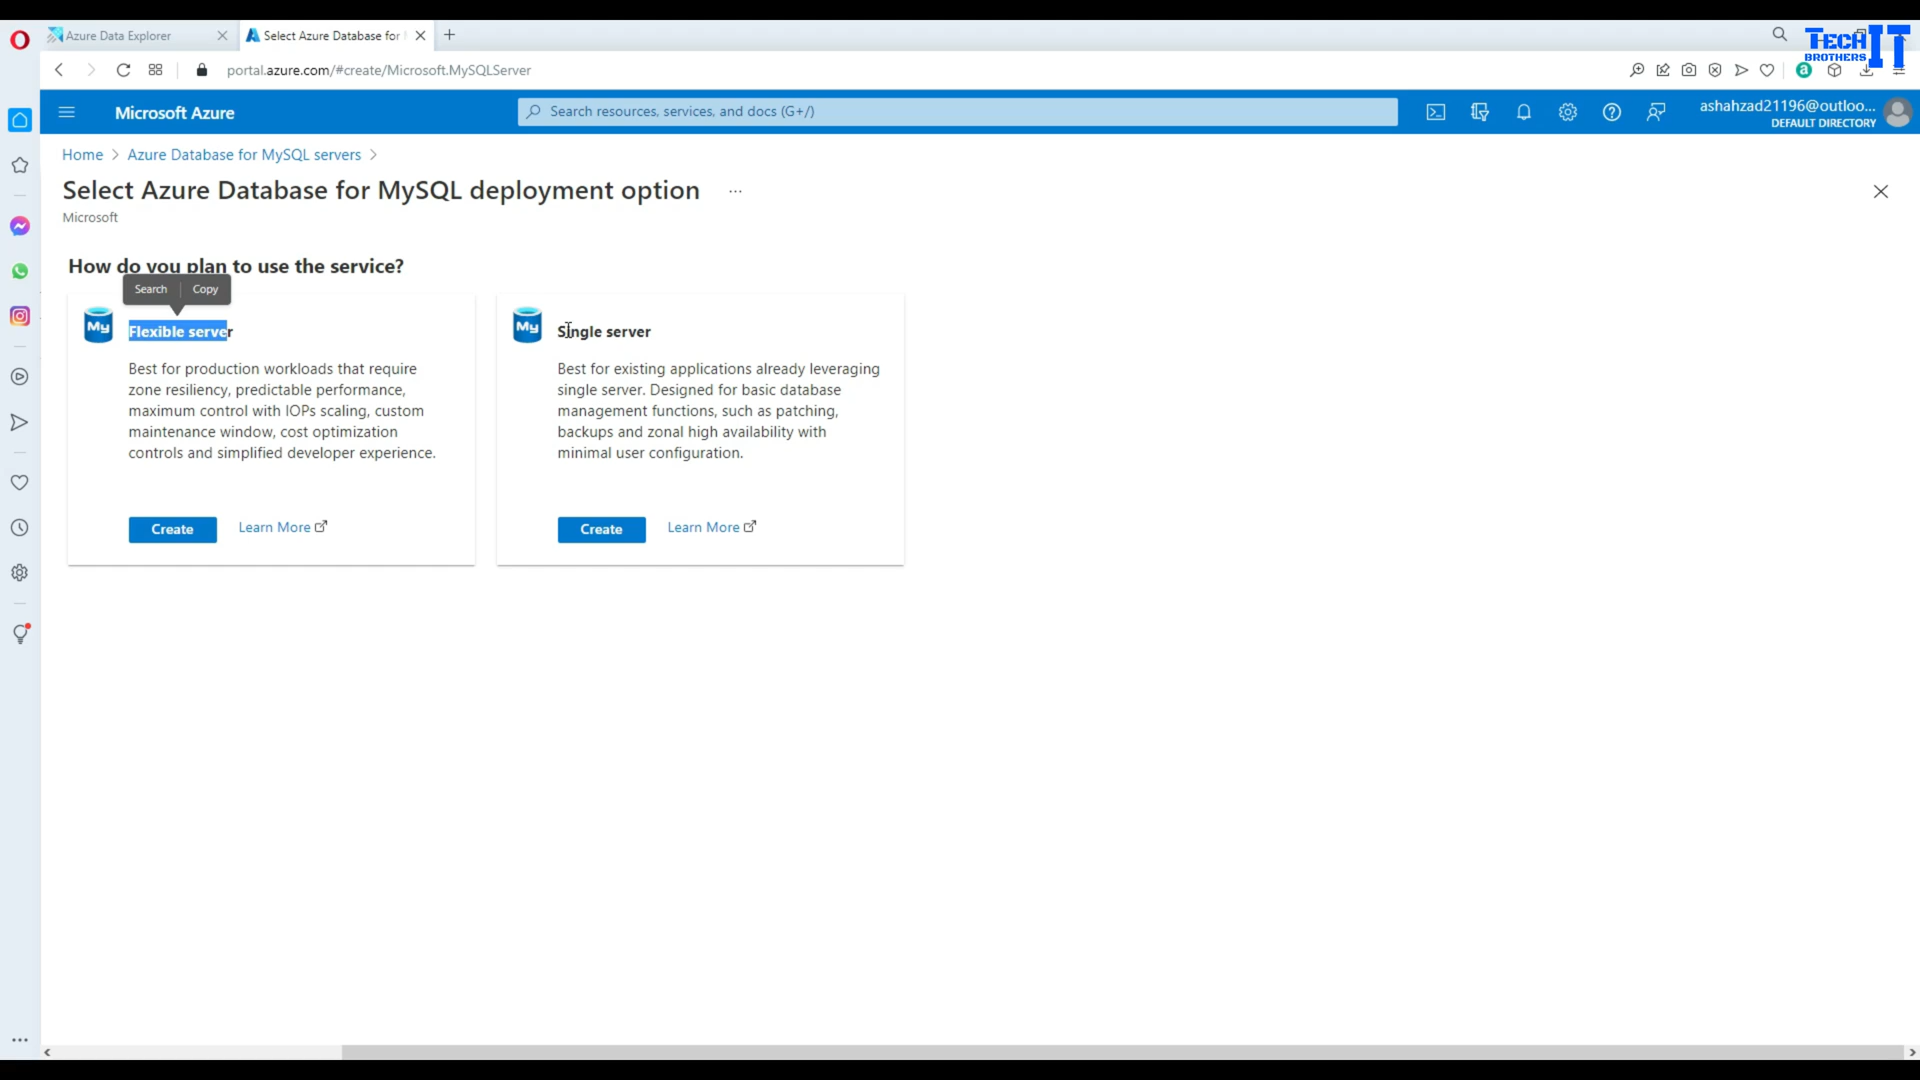 Azure Data Explorer
Select Azure Database for
TECH IT
BROTHERS
portal.azure.com/#create/Microsoft.MySQLServer
a
Microsoft Azure
Search resources, services, and docs (G+/)
ashahzad21196@outloo...
DEFAULT DIRECTORY
Home > Azure Database for MySQL servers >
Select Azure Database for MySQL deployment option ...
Microsoft
How do you plan to use the service?
Search Copy
My
Flexible server
Best for production workloads that require
zone resiliency, predictable performance,
maximum control with IOPs scaling, custom
maintenance window, cost optimization
controls and simplified developer experience.
Create Learn More
My
Single server
Best for existing applications already leveraging
single server. Designed for basic database
management functions, such as patching,
backups and zonal high availability with
minimal user configuration.
Create Learn More